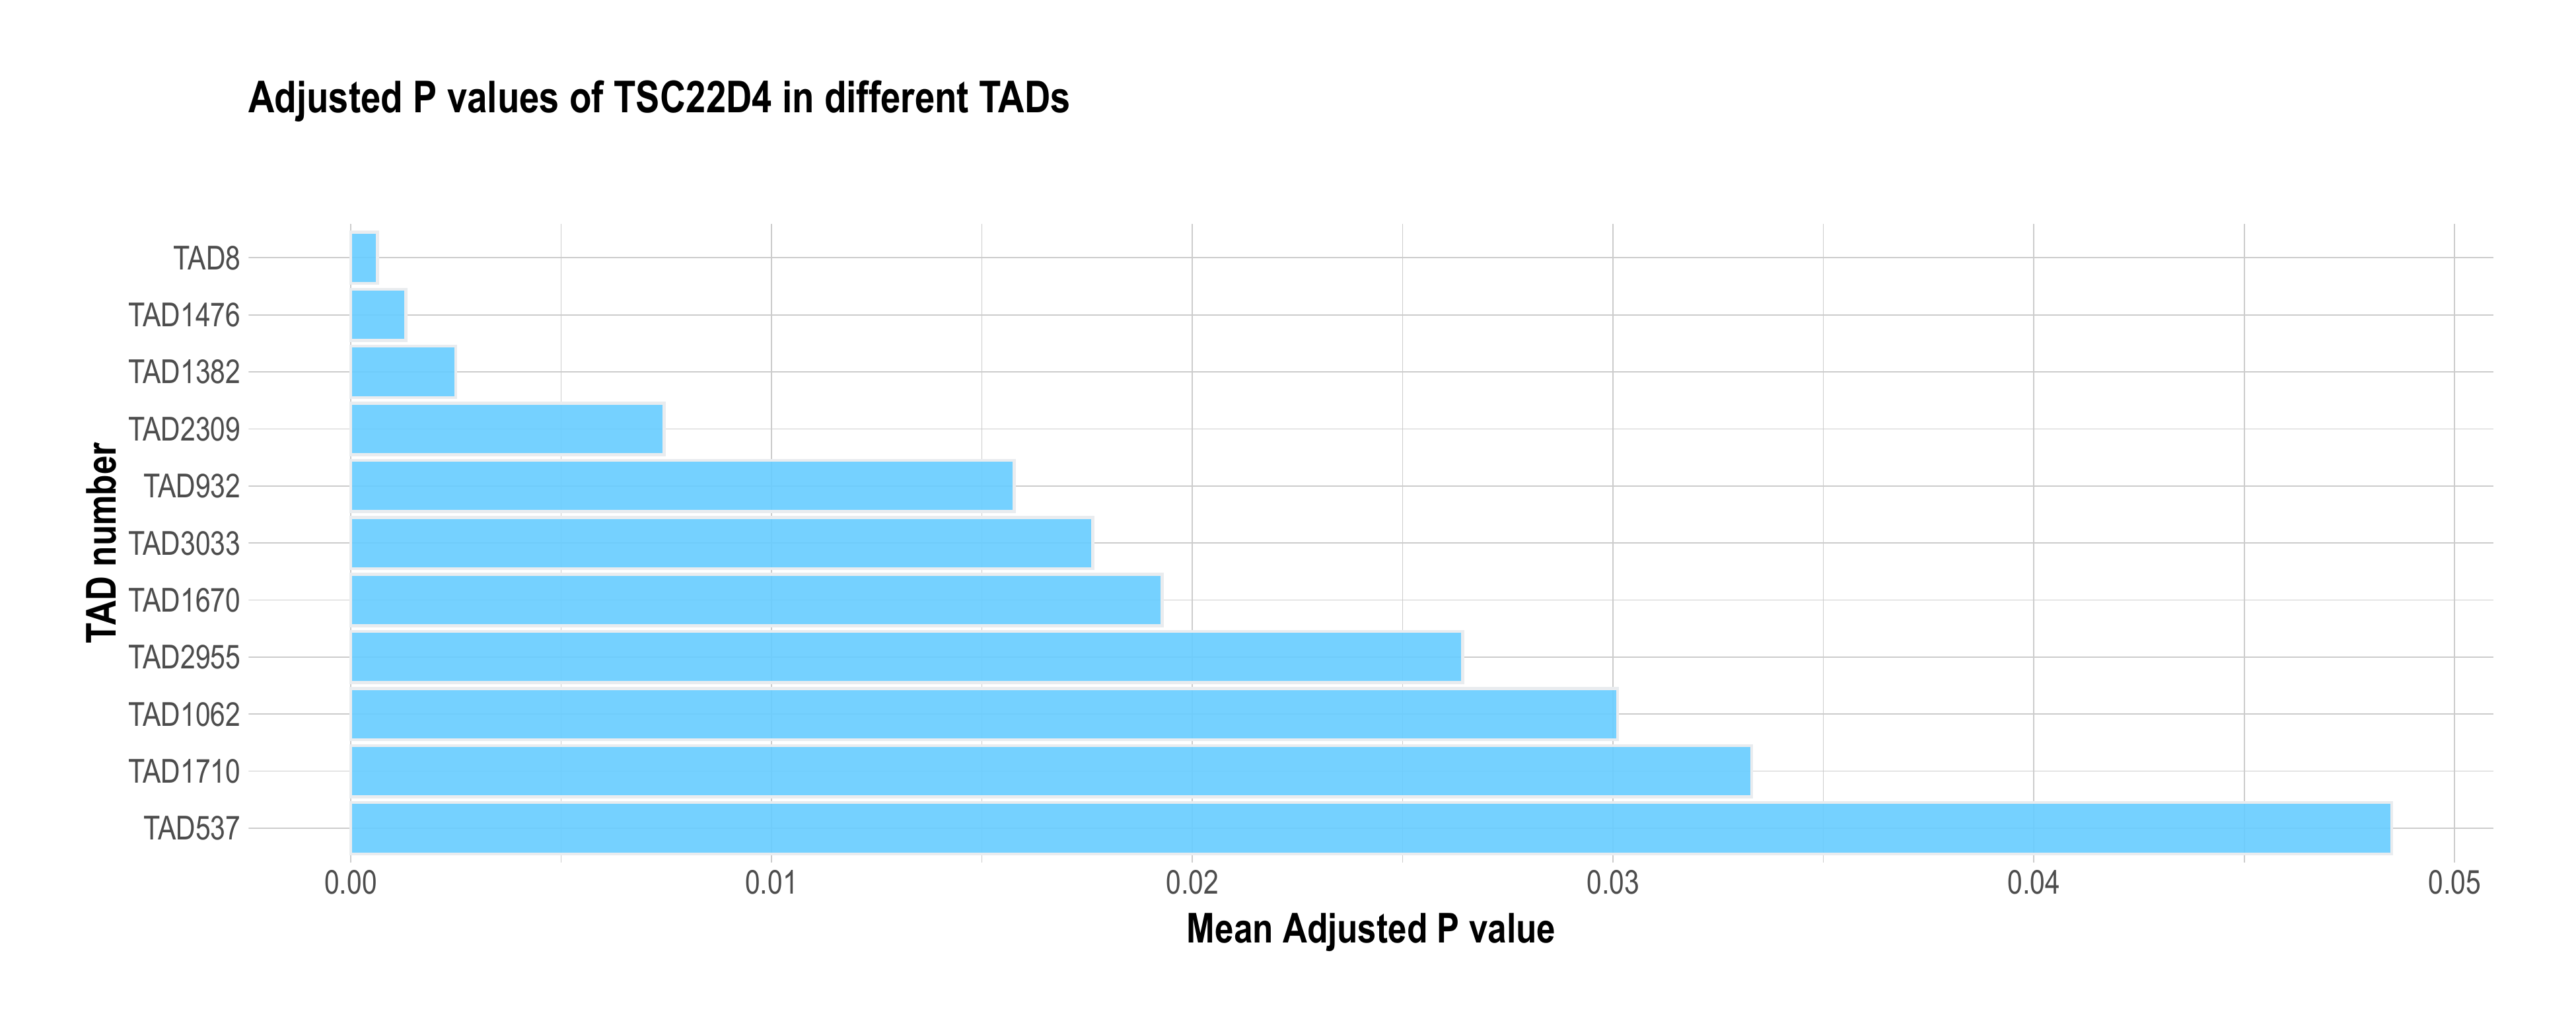 Adjusted P values of TSC22D4 in different TADs
TAD number
TAD8
TAD1476
TAD1382
TAD2309
TAD932
TAD3033
TAD1670
TAD2955
TAD1062
TAD1710
TAD537
0.00 0.01 0.02 0.03 0.04 0.05
Mean Adjusted P value